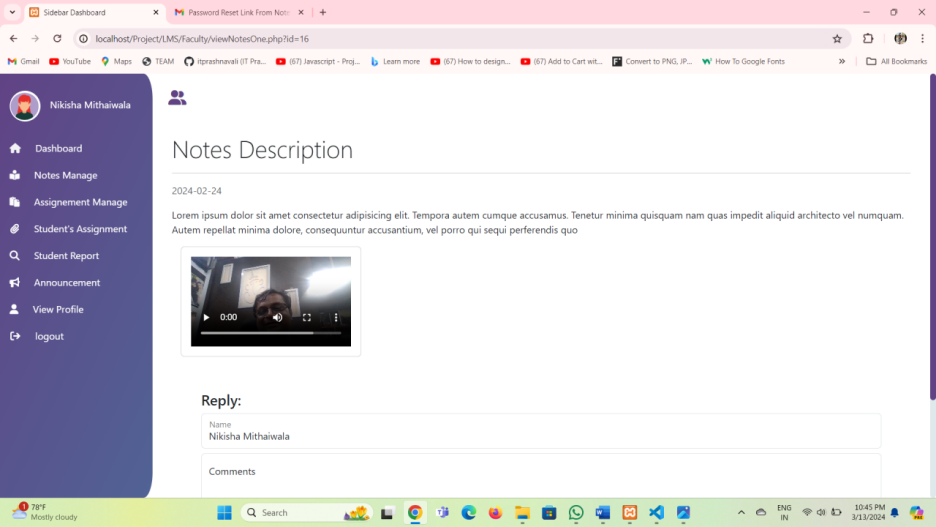 Sidebar Dashboard
Password Reset Link From Note
localhost/Project/LMS/Faculty/viewNotesOne.php?id=16
Gmail
YouTube
Maps
TEAM
itprashnavali (IT Pra...
(67) Javascript - Proj...
Learn more
(67) How to design...
(67) Add to Cart wit...
Convert to PNG, JP...
How To Google Fonts
All Bookmarks
Nikisha Mithaiwala
Dashboard
Notes Manage
Assignement Manage
Student's Assignment
Student Report
Announcement
View Profile
logout
Notes Description
2024-02-24
Lorem ipsum dolor sit amet consectetur adipisicing elit. Tempora autem cumque accusamus. Tenetur minima quisquam nam quas impedit aliquid architecto vel numquam.
Autem repellat minima dolore, consequuntur accusantium, vel porro qui sequi perferendis quo
0:00
Reply:
Name
Nikisha Mithaiwala
Comments
1
78°F
Mostly cloudy
Search
ENG
IN
10:45 PM
3/13/2024